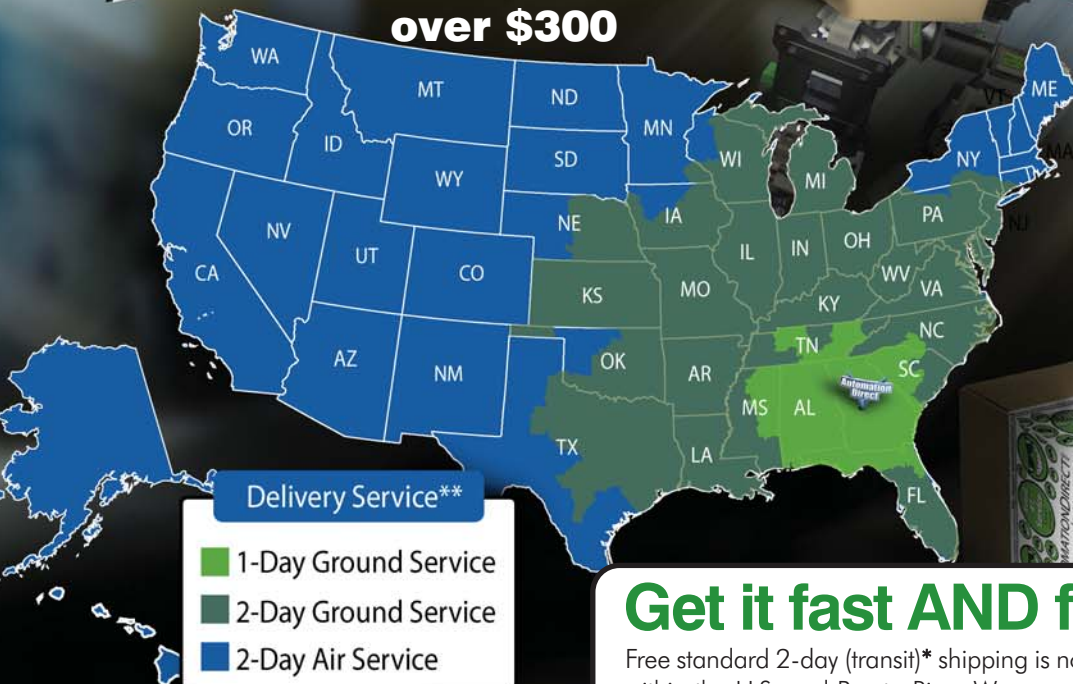 over $300
WA
MT
ND
MN
ME
VT
OR
ID
SD
WI
NY
MA
WY
MI
NE
IA
PA
NJ
NV
UT
CO
IL
IN
OH
WV
VA
CA
KS
MO
KY
NC
AZ
NM
OK
AR
TN
SC
Automation
Direct
MS
AL
TX
LA
FL
MATIONDIRECT!
Delivery Service**
1-Day Ground Service
2-Day Ground Service
2-Day Air Service
Get it fast AND f
Free standard 2-day (transit)* shipping is no